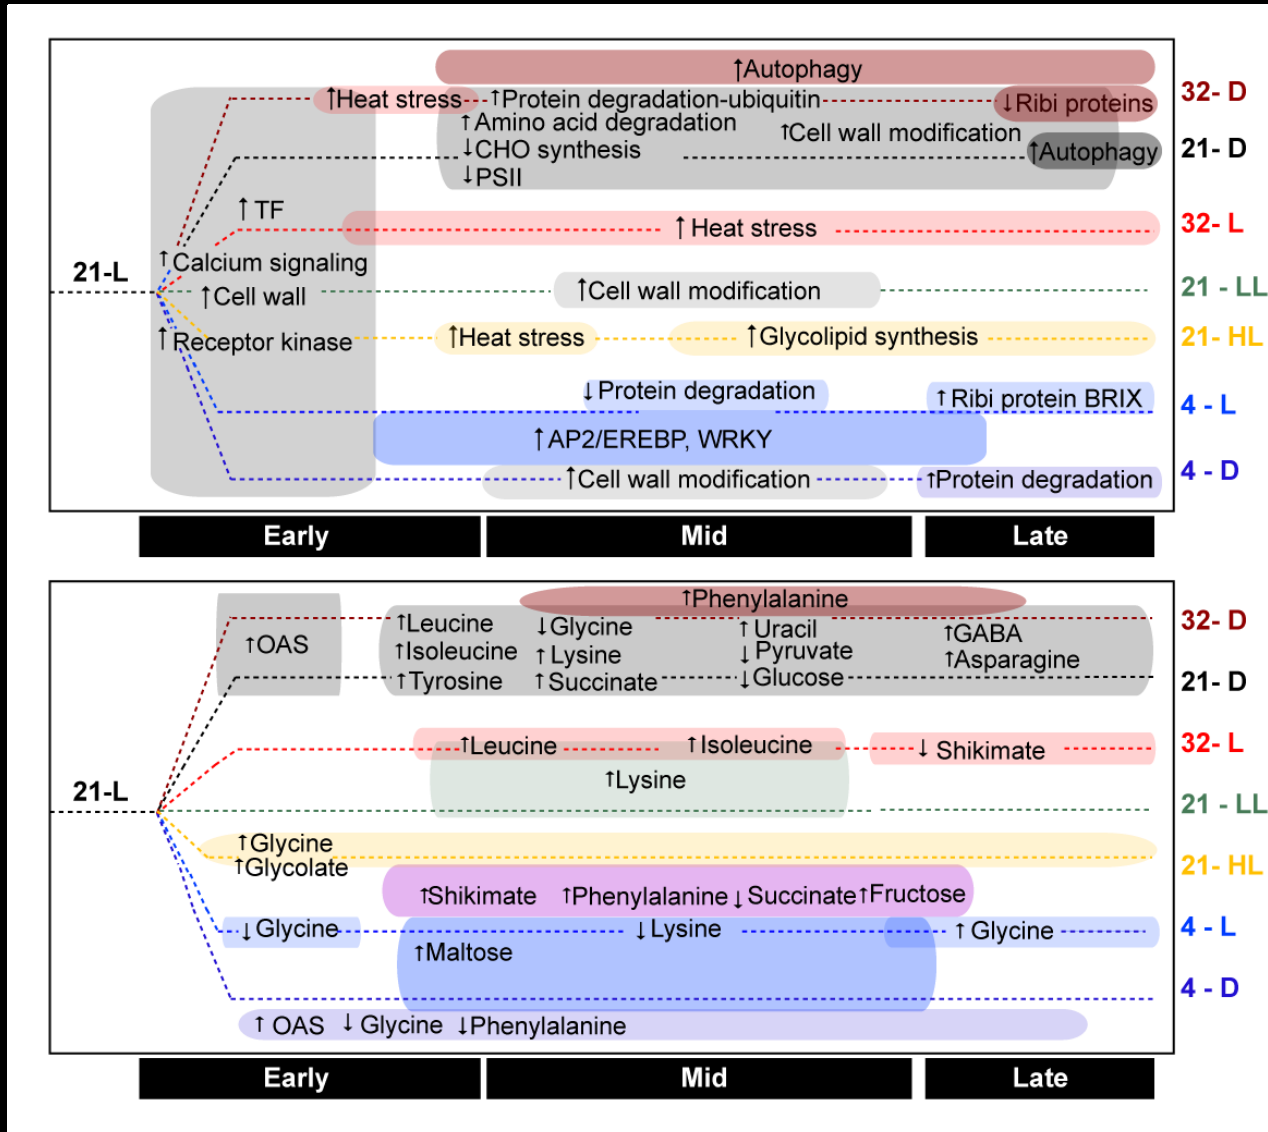 ↑Autophagy
32- D
↑Heat stress ↑Protein degradation-ubiquitin ↓Ribi proteins
↑Amino acid degradation ↑Cell wall modification
↓CHO synthesis ↑Autophagy 21- D
↓PSII
↑ TF
↑ Heat stress 32- L
↑ Calcium signaling
21-L
↑Cell wall ↑Cell wall modification 21 - LL
↑ Receptor kinase ↑Heat stress ↑Glycolipid synthesis 21- HL
↓ Protein degradation ↑ Ribi protein BRIX 4 - L
↑AP2/EREBP, WRKY
↑Cell wall modification ↑Protein degradation 4 - D
Early Mid Late
↑Phenylalanine
32- D
↑Leucine ↓Glycine ↑ Uracil ↑GABA
↑OAS ↑Isoleucine ↑ Lysine ↓ Pyruvate ↑Asparagine
↑Tyrosine ↑ Succinate ↓Glucose 21- D
↑Leucine ↑ Isoleucine ↓ Shikimate 32- L
↑Lysine
21-L
21 - LL
↑Glycine
↑Glycolate 21- HL
↑Shikimate ↑Phenylalanine ↓ Succinate ↑Fructose
↓ Glycine ↓ Lysine ↑ Glycine 4 - L
↑Maltose
4 - D
↑ OAS ↓ Glycine ↓Phenylalanine
Early Mid Late